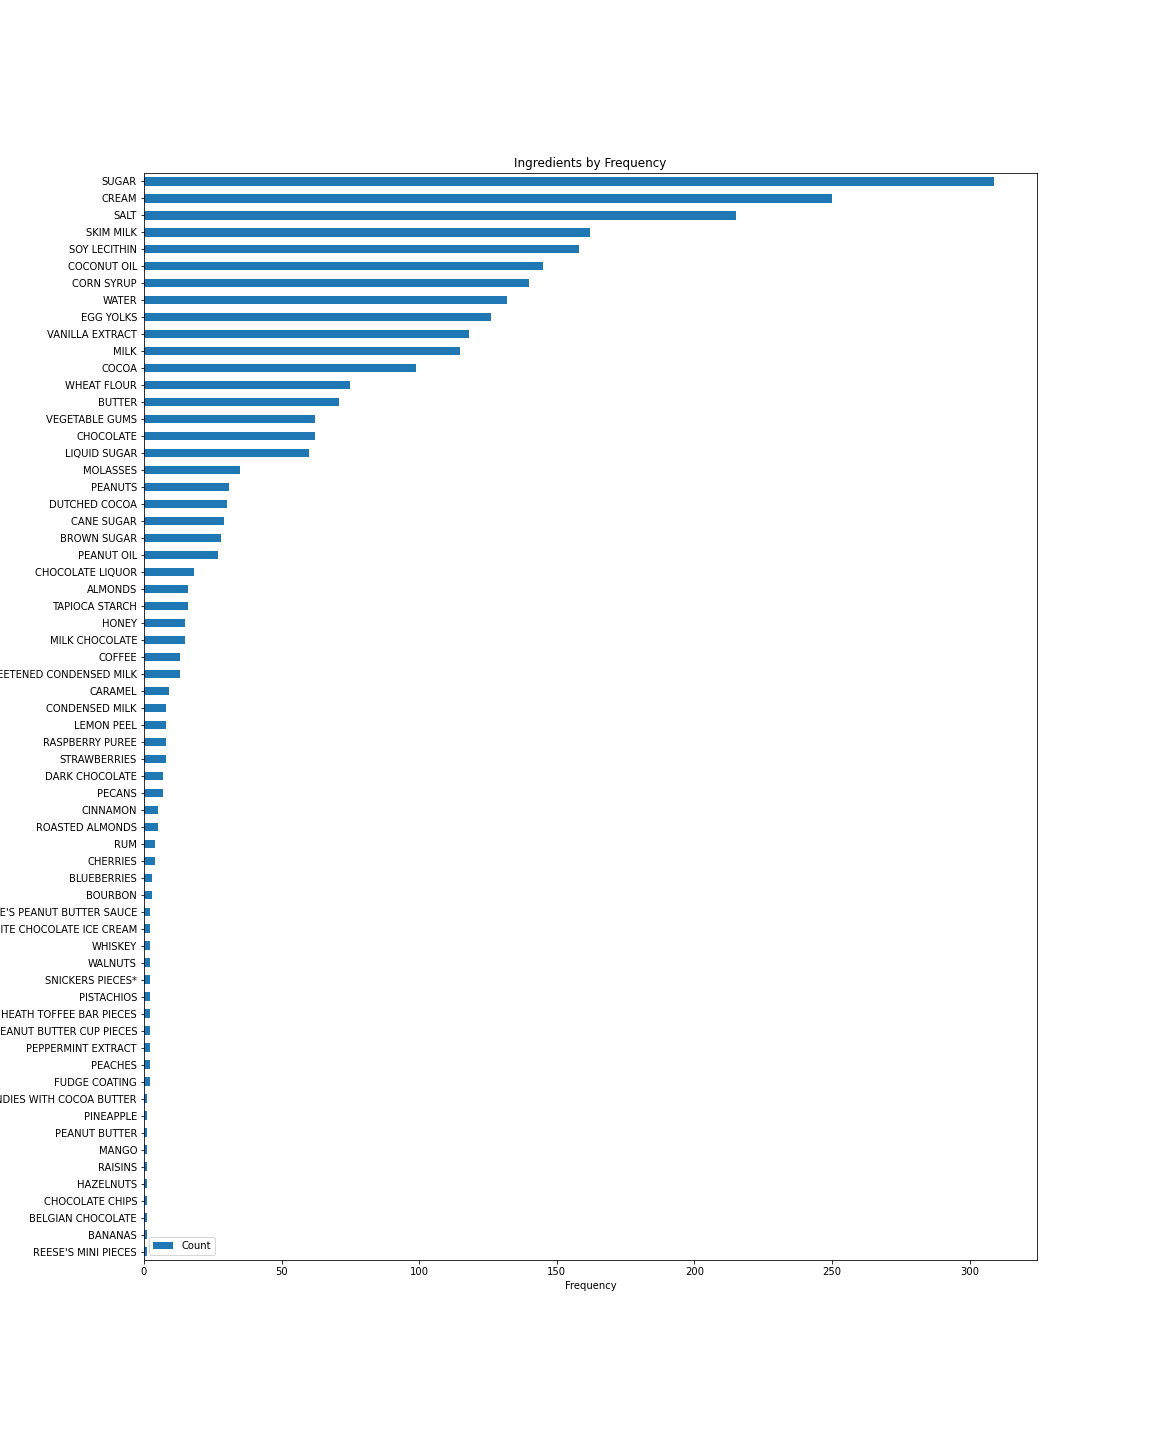 Ingredients by Frequency
SUGAR
CREAM
SALT
SKIM MILK
SOY LECITHIN
COCONUT OIL
CORN SYRUP
WATER
EGG YOLKS
VANILLA EXTRACT
MILK
COCOA
WHEAT FLOUR
BUTTER
VEGETABLE GUMS
CHOCOLATE
LIQUID SUGAR
MOLASSES
PEANUTS
DUTCHED COCOA
CANE SUGAR
BROWN SUGAR
PEANUT OIL
CHOCOLATE LIQUOR
ALMONDS
TAPIOCA STARCH
HONEY
MILK CHOCOLATE
COFFEE
EETENED CONDENSED MILK
CARAMEL
CONDENSED MILK
LEMON PEEL
RASPBERRY PUREE
STRAWBERRIES
DARK CHOCOLATE
PECANS
CINNAMON
ROASTED ALMONDS
RUM
CHERRIES
BLUEBERRIES
BOURBON
E'S PEANUT BUTTER SAUCE
ITE CHOCOLATE ICE CREAM
WHISKEY
WALNUTS
SNICKERS PIECES*
PISTACHIOS
HEATH TOFFEE BAR PIECES
EANUT BUTTER CUP PIECES
PEPPERMINT EXTRACT
PEACHES
FUDGE COATING
NDIES WITH COCOA BUTTER
PINEAPPLE
PEANUT BUTTER
MANGO
RAISINS
HAZELNUTS
CHOCOLATE CHIPS
BELGIAN CHOCOLATE
BANANAS
REESE'S MINI PIECES
Count
0 50 100 150 200 250 300
Frequency